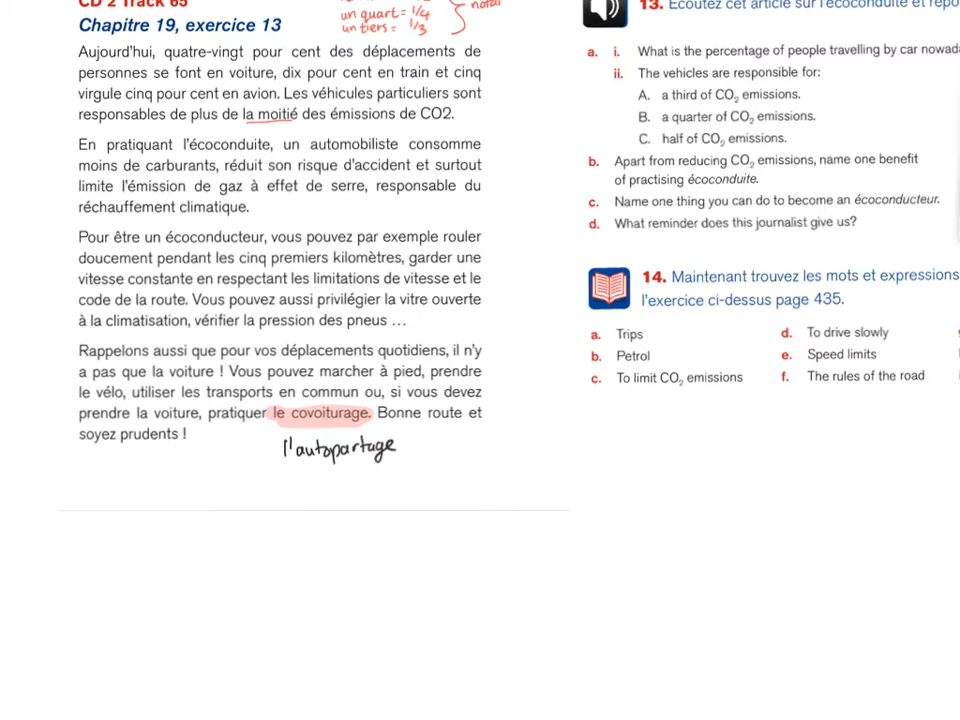 CD 2 Track 65
Chapitre 19, exercice 13
un quart = 1/4
un tiers = 1/3
Aujourd'hui, quatre-vingt pour cent des déplacements de
personnes se font en voiture, dix pour cent en train et cinq
virgule cinq pour cent en avion. Les véhicules particuliers sont
responsables de plus de la moitié des émissions de CO2.
En pratiquant l'écoconduite, un automobiliste consomme
moins de carburants, réduit son risque d'accident et surtout
limite l'émission de gaz à effet de serre, responsable du
réchauffement climatique.
Pour être un écoconducteur, vous pouvez par exemple rouler
doucement pendant les cinq premiers kilomètres, garder une
vitesse constante en respectant les limitations de vitesse et le
code de la route. Vous pouvez aussi privilégier la vitre ouverte
à la climatisation, vérifier la pression des pneus …
Rappelons aussi que pour vos déplacements quotidiens, il n'y
a pas que la voiture ! Vous pouvez marcher à pied, prendre
le vélo, utiliser les transports en commun ou, si vous devez
prendre la voiture, pratiquer le covoiturage. Bonne route et
soyez prudents !
l'autopartage
13. Écoutez cet article sur l'écoconduite et
a. i. What is the percentage of people travelling by car
ii. The vehicles are responsible for:
A. a third of CO₂ emissions.
B. a quarter of CO₂ emissions.
C. half of CO₂ emissions.
b. Apart from reducing CO₂ emissions, name one benefit
of practising écoconduite.
c. Name one thing you can do to become an écoconducteur.
d. What reminder does this journalist give us?
14. Maintenant trouvez les mots et expressions
l'exercice ci-dessus page 435.
a. Trips
b. Petrol
c. To limit CO₂ emissions
d. To drive slowly
e. Speed limits
f. The rules of the road